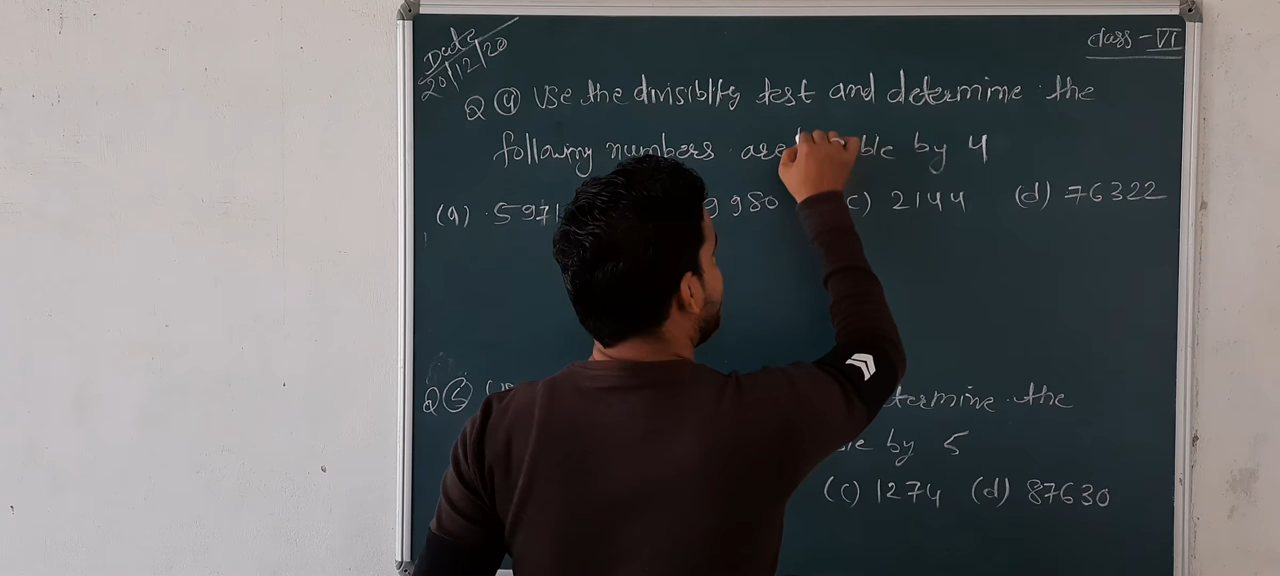 Date
20/12/20
Class - VI
Q 4 Use the divisiblity test and determine the
following numbers are by 4
(a) 5971 9980 (c) 2144 (d) 76322
Q 5 determine the
by 5
(c) 1274 (d) 87630